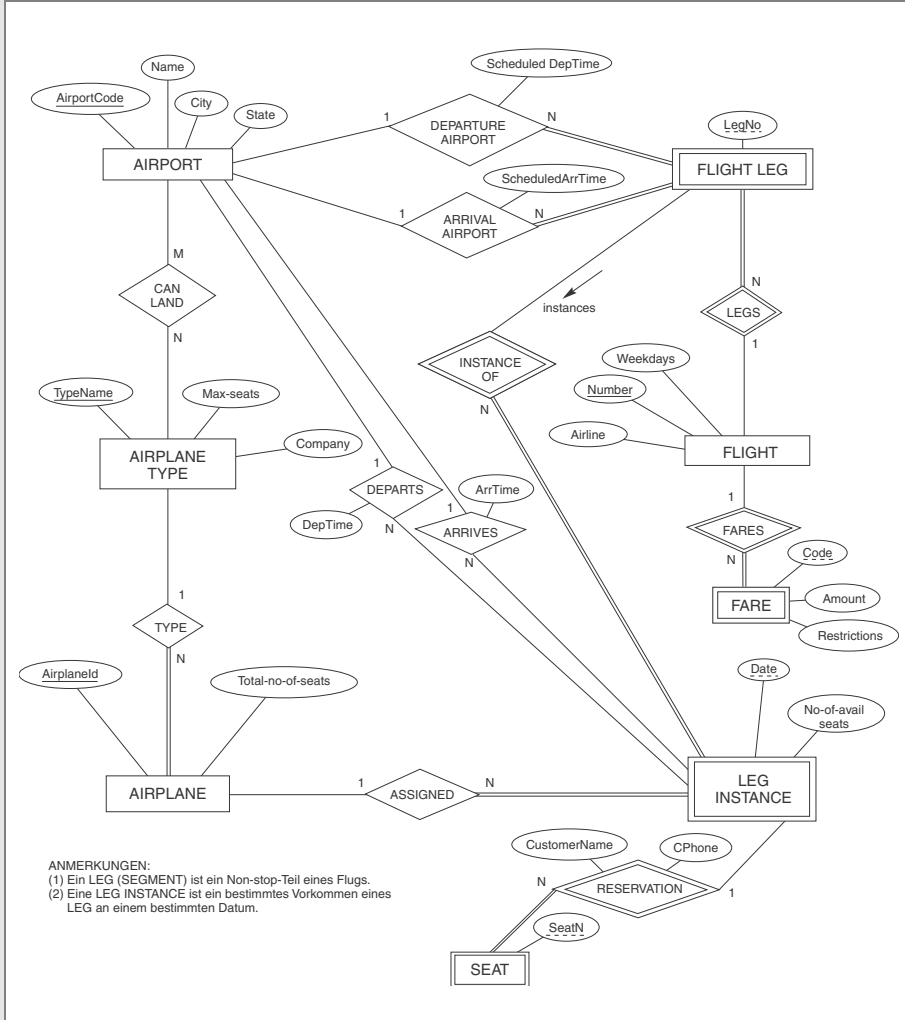 Name
Scheduled DepTime
AirportCode
City
State
1
DEPARTURE
AIRPORT
N
LegNo
AIRPORT
FLIGHT LEG
ScheduledArrTime
1
N
ARRIVAL
AIRPORT
M
CAN
LAND
N
instances
N
LEGS
1
INSTANCE
OF
N
Weekdays
Number
Airline
FLIGHT
TypeName
Max-seats
Company
AIRPLANE
TYPE
1
DEPARTS
N
DepTime
ArrTime
1
ARRIVES
N
1
FARES
N
Code
FARE
Amount
Restrictions
1
TYPE
N
AirplaneId
Total-no-of-seats
Date
No-of-avail
seats
AIRPLANE
1
ASSIGNED
N
LEG
INSTANCE
CustomerName
CPhone
N
RESERVATION
1
SeatN
SEAT
ANMERKUNGEN:
(1) Ein LEG (SEGMENT) ist ein Non-stop-Teil eines Flugs.
(2) Eine LEG INSTANCE ist ein bestimmtes Vorkommen eines
LEG an einem bestimmten Datum.